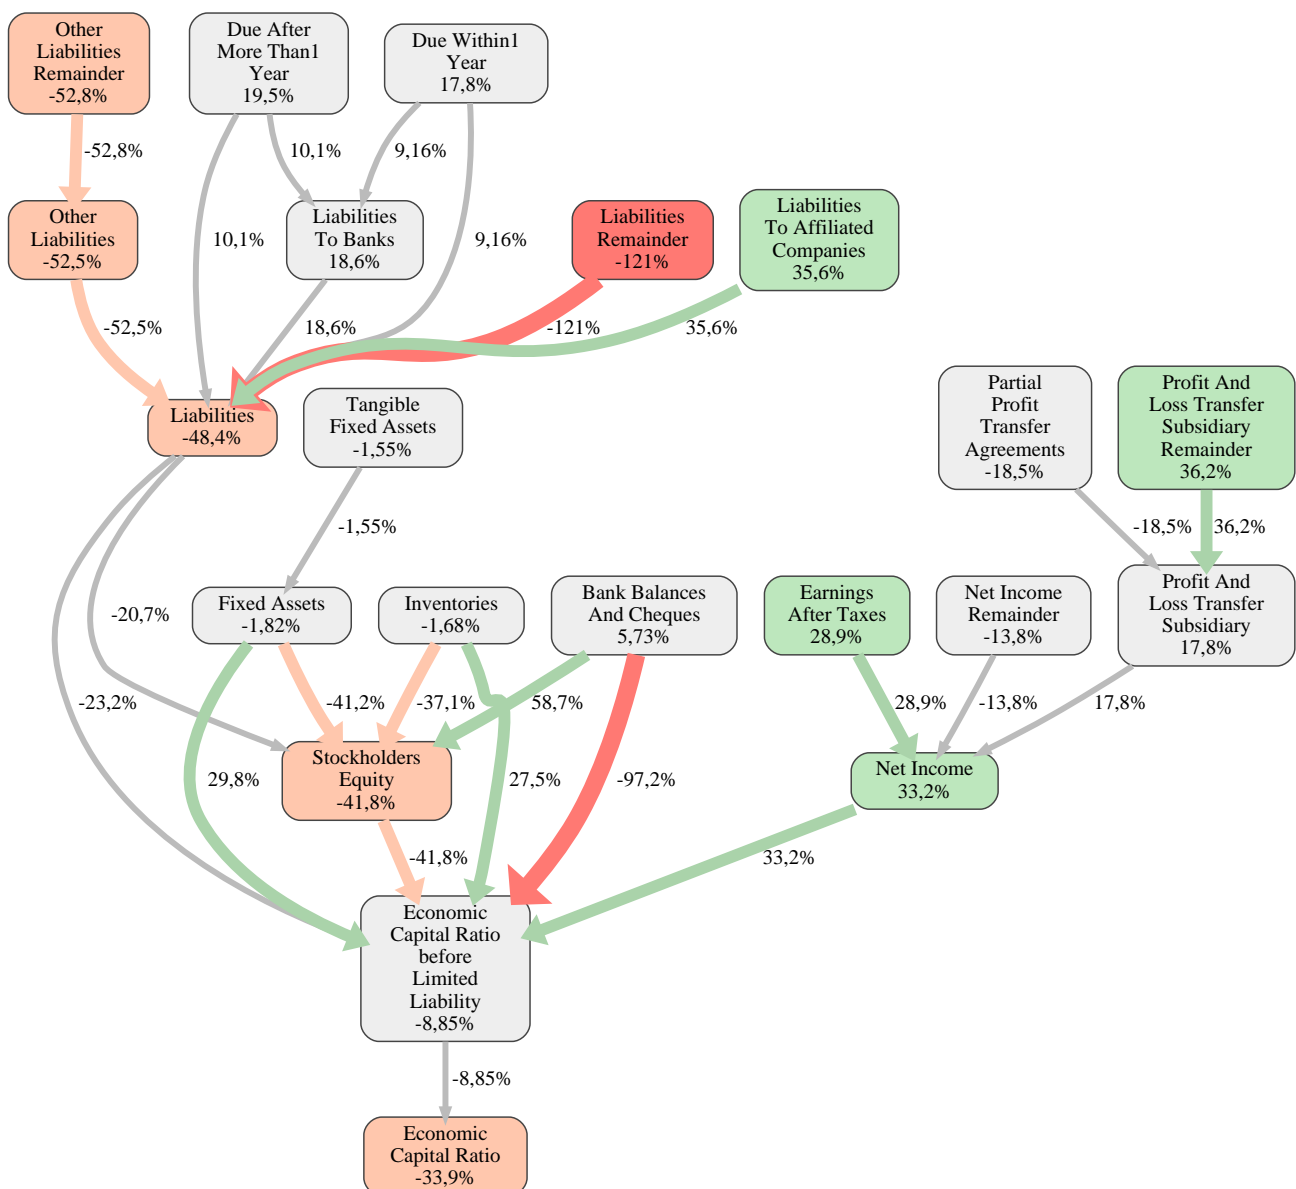 Other
Liabilities
Remainder
-52,8%
Due After
More Than1
Year
19,5%
Due Within1
Year
17,8%
-52,8%
10,1%
9,16%
Other
Liabilities
-52,5%
10,1%
Liabilities
To Banks
18,6%
9,16%
Liabilities
Remainder
-121%
Liabilities
To Affiliated
Companies
35,6%
-52,5%
18,6%
-121%
35,6%
Liabilities
-48,4%
Tangible
Fixed Assets
-1,55%
Partial
Profit
Transfer
Agreements
-18,5%
Profit And
Loss Transfer
Subsidiary
Remainder
36,2%
-1,55%
-18,5%
36,2%
-20,7%
Fixed Assets
-1,82%
Inventories
-1,68%
Bank Balances
And Cheques
5,73%
Earnings
After Taxes
28,9%
Net Income
Remainder
-13,8%
Profit And
Loss Transfer
Subsidiary
17,8%
-23,2%
-41,2%
-37,1%
58,7%
28,9%
-13,8%
17,8%
29,8%
Stockholders
Equity
-41,8%
27,5%
-97,2%
Net Income
33,2%
-41,8%
33,2%
Economic
Capital Ratio
before
Limited
Liability
-8,85%
-8,85%
Economic
Capital Ratio
-33,9%